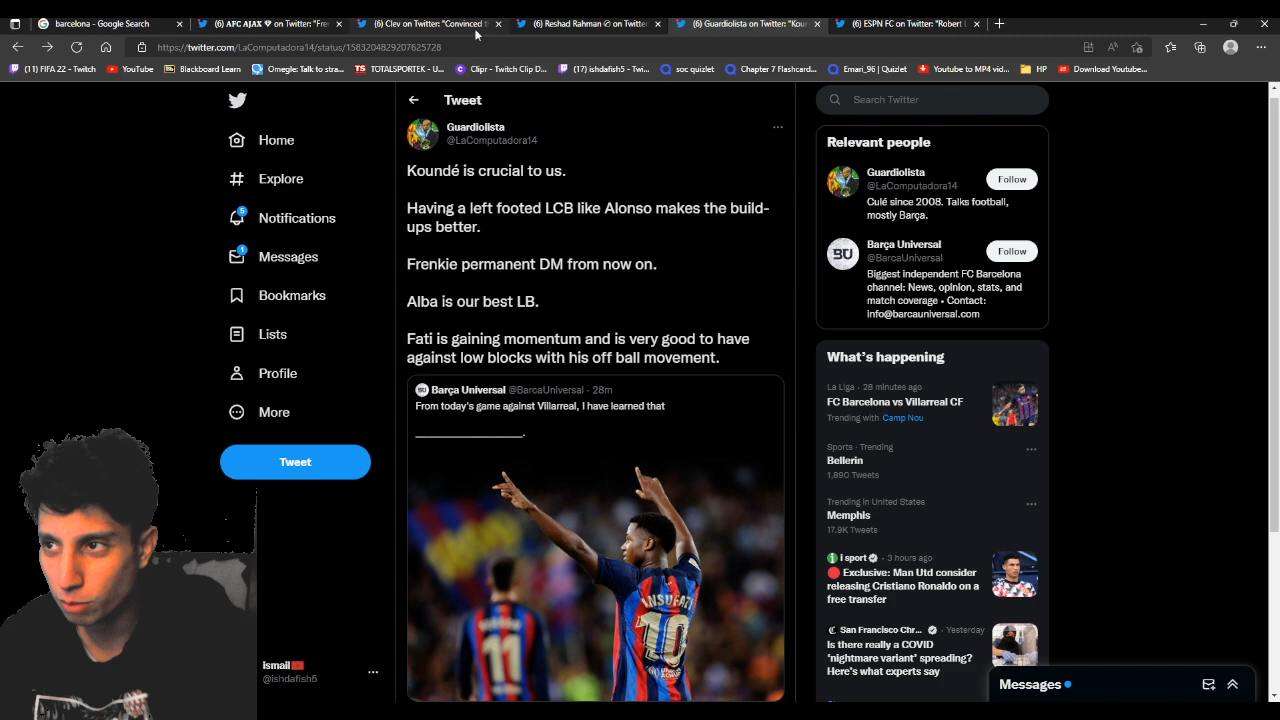 barcelona - Google Search
(6) AFC AJAX
on Twitter: "Fre
(6) Clev on Twitter: "Convinced t
(6) Reshad Rahman
on Twitter
(6) Guardiolista on Twitter: "Kou
(6) ESPN FC on Twitter: "Robert L
https://twitter.com/LaComputadora14/status/1583204829207625728
(11) FIFA 22 - Twitch
YouTube
Blackboard Learn
Omegle: Talk to stra...
TOTALSPORTEK - U...
Clipr - Twitch Clip D...
(17) ishdafish5 - Twi...
soc quizlet
Chapter 7 Flashcard...
Emari_96 | Quizlet
Youtube to MP4 vid...
HP
Download Youtube...
Home
Explore
5
Notifications
1
Messages
Bookmarks
Lists
Profile
More
Tweet
ismail
@ishdafish5
Tweet
Guardiolista
@LaComputadora14
Koundé is crucial to us.
Having a left footed LCB like Alonso makes the build-
ups better.
Frenkie permanent DM from now on.
Alba is our best LB.
Fati is gaining momentum and is very good to have
against low blocks with his off ball movement.
Barça Universal @BarcaUniversal · 28m
From today's game against Villarreal, I have learned that
____________________.
ANSU FATI
10
11
Search Twitter
Relevant people
Guardiolista
@LaComputadora14
Follow
Culé since 2008. Talks football,
mostly Barça.
Barça Universal
@BarcaUniversal
Follow
Biggest independent FC Barcelona
channel: News, opinion, stats, and
match coverage • Contact:
info@barcauniversal.com
What's happening
La Liga · 28 minutes ago
FC Barcelona vs Villarreal CF
Trending with Camp Nou
Sports · Trending
Bellerin
1,890 Tweets
Trending in United States
Memphis
17.9K Tweets
i sport · 3 hours ago
Exclusive: Man Utd consider
releasing Cristiano Ronaldo on a
free transfer
San Francisco Chr... · Yesterday
Is there really a COVID
'nightmare variant' spreading?
Here's what experts say
Messages